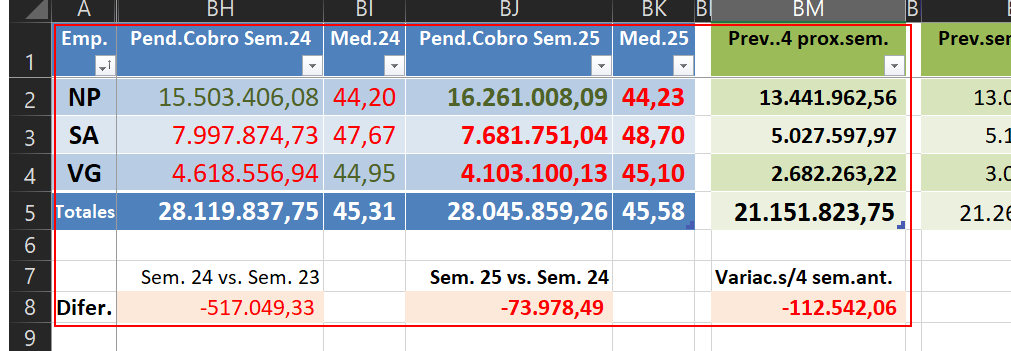 A BH BI BJ BK BM B
1 Emp. Pend.Cobro Sem.24 Med.24 Pend.Cobro Sem.25 Med.25 Prev..4 prox.sem. Prev.sem
2 NP 15.503.406,08 44,20 16.261.008,09 44,23 13.441.962,56 13.0
3 SA 7.997.874,73 47,67 7.681.751,04 48,70 5.027.597,97 5.1
4 VG 4.618.556,94 44,95 4.103.100,13 45,10 2.682.263,22 3.0
5 Totales 28.119.837,75 45,31 28.045.859,26 45,58 21.151.823,75 21.26
6
7 Sem. 24 vs. Sem. 23 Sem. 25 vs. Sem. 24 Variac.s/4 sem.ant.
8 Difer. -517.049,33 -73.978,49 -112.542,06
9